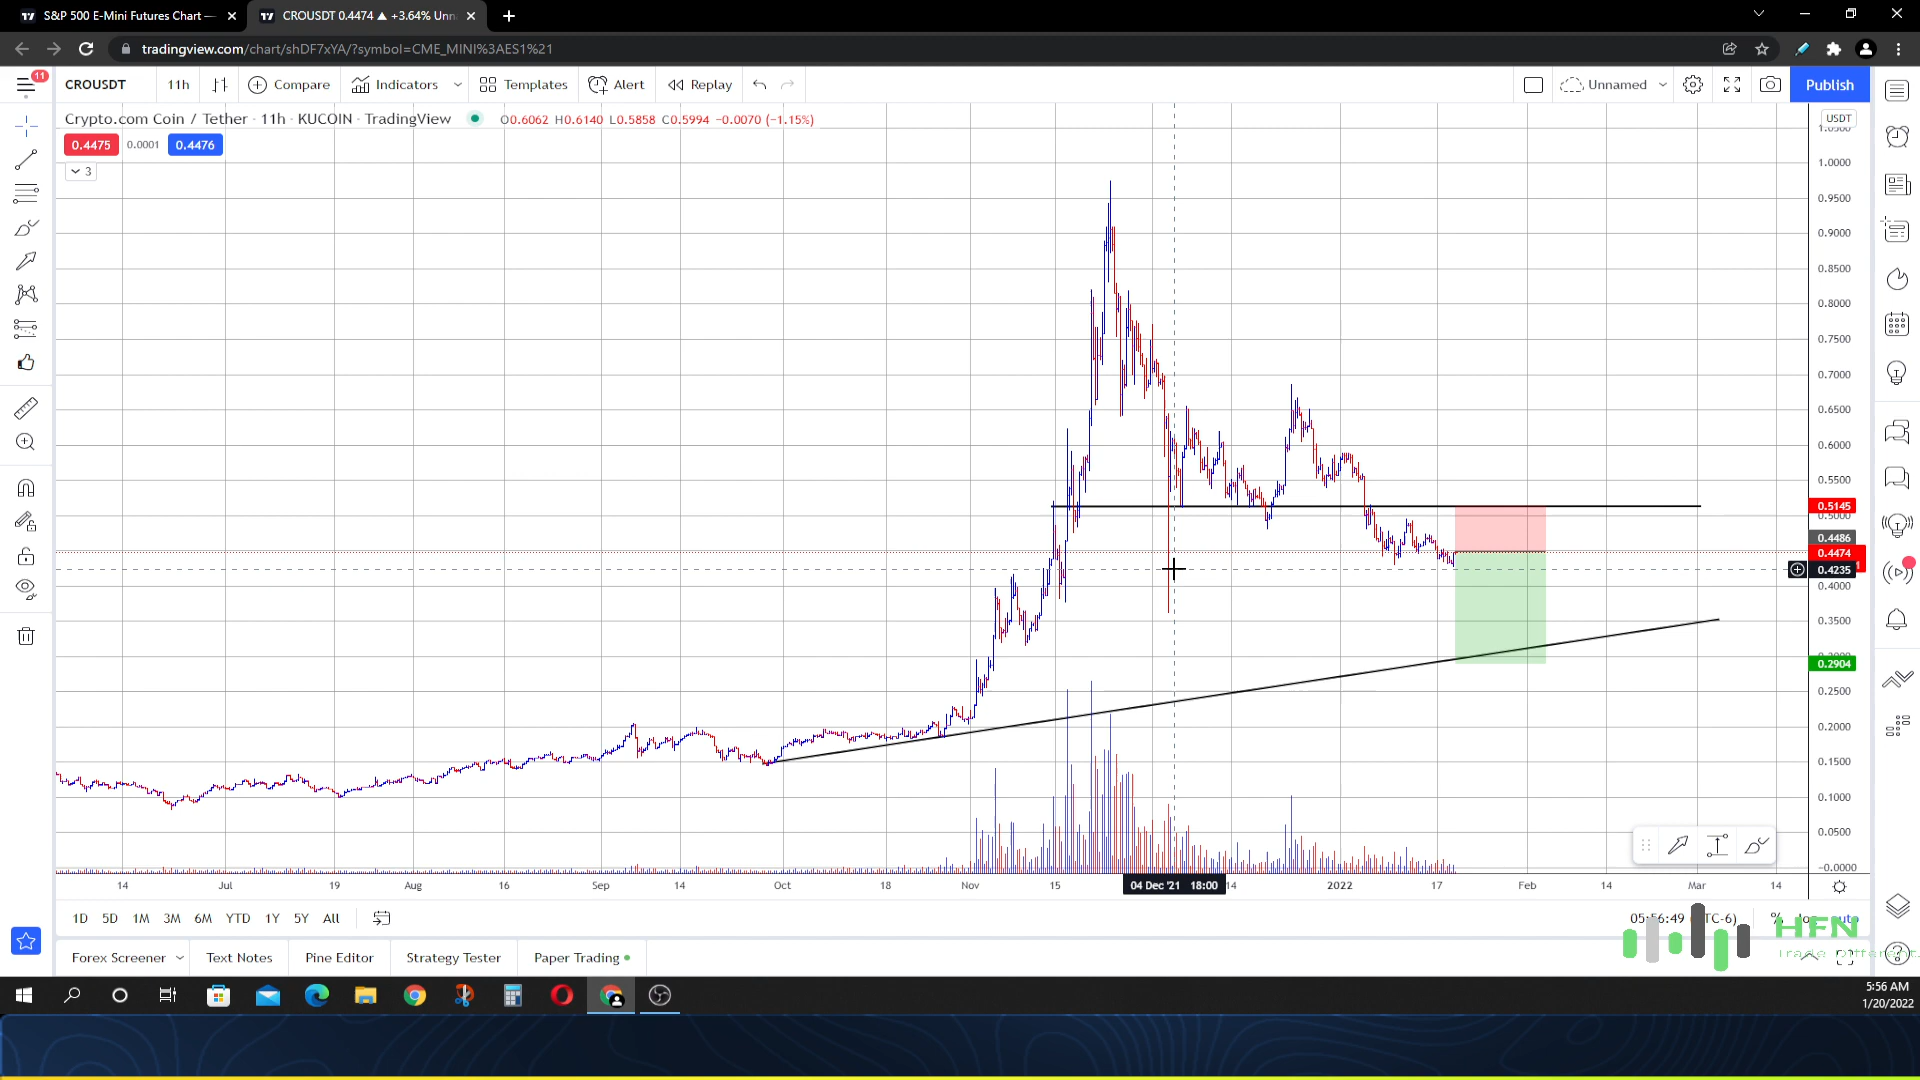 S&P 500 E-Mini Futures Chart —
CROUSDT 0.4474 ▲ +3.64% Unn
tradingview.com/chart/shDF7xYA/?symbol=CME_MINI%3AES1%21
11
CROUSDT 11h Compare Indicators Templates Alert Replay Unnamed Publish
Crypto.com Coin / Tether · 11h · KUCOIN · TradingView O0.6062 H0.6140 L0.5858 C0.5994 −0.0070 (−1.15%)
0.4475 0.0001 0.4476
3
USDT
1.0000
0.9500
0.9000
0.8500
0.8000
0.7500
0.7000
0.6500
0.6000
0.5500
0.5145
0.5000
0.4486
0.4474
0.4235
0.4000
0.3500
0.2904
0.2500
0.2000
0.1500
0.1000
0.0500
−0.0000
14 Jul 19 Aug 16 Sep 14 Oct 18 Nov 15 04 Dec '21 18:00 14 2022 17 Feb 14 Mar 14
1D 5D 1M 3M 6M YTD 1Y 5Y All
%
HFN
Trade Different.
Forex Screener Text Notes Pine Editor Strategy Tester Paper Trading
5:56 AM
1/20/2022